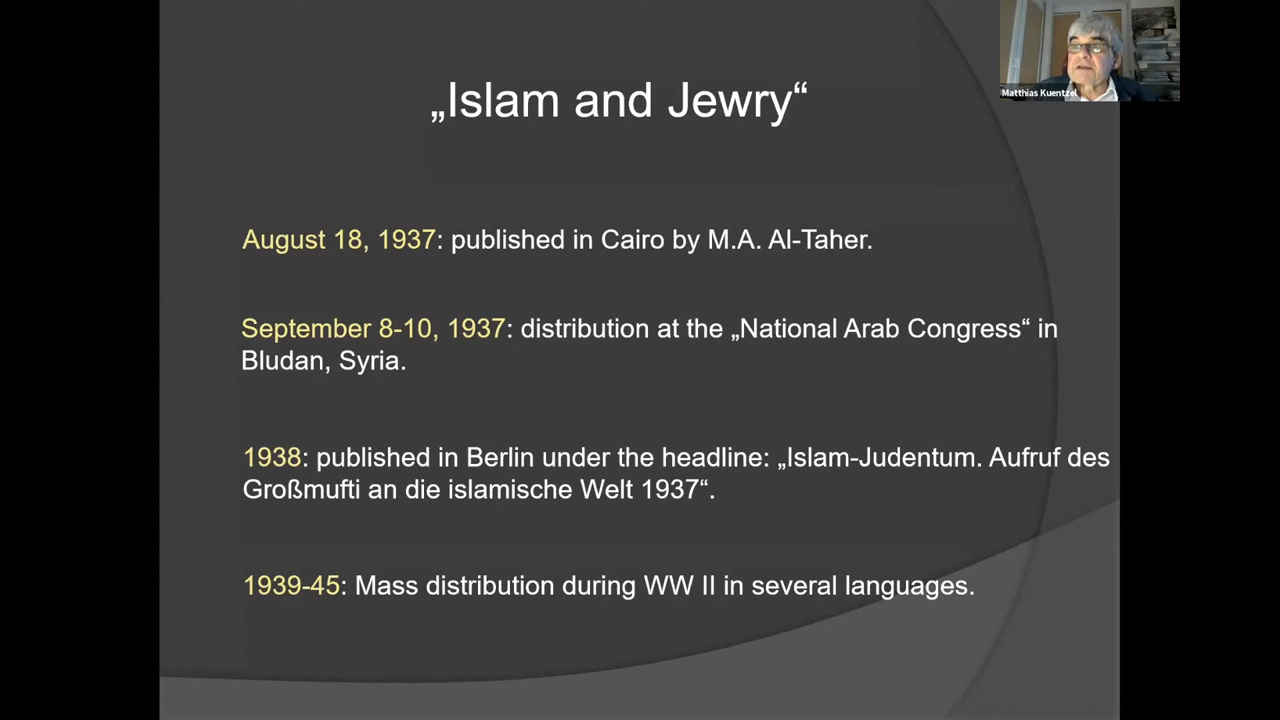 „Islam and Jewry“
Matthias Kuentzel
August 18, 1937: published in Cairo by M.A. Al-Taher.
September 8-10, 1937: distribution at the „National Arab Congress“ in
Bludan, Syria.
1938: published in Berlin under the headline: „Islam-Judentum. Aufruf des
Großmufti an die islamische Welt 1937“.
1939-45: Mass distribution during WW II in several languages.